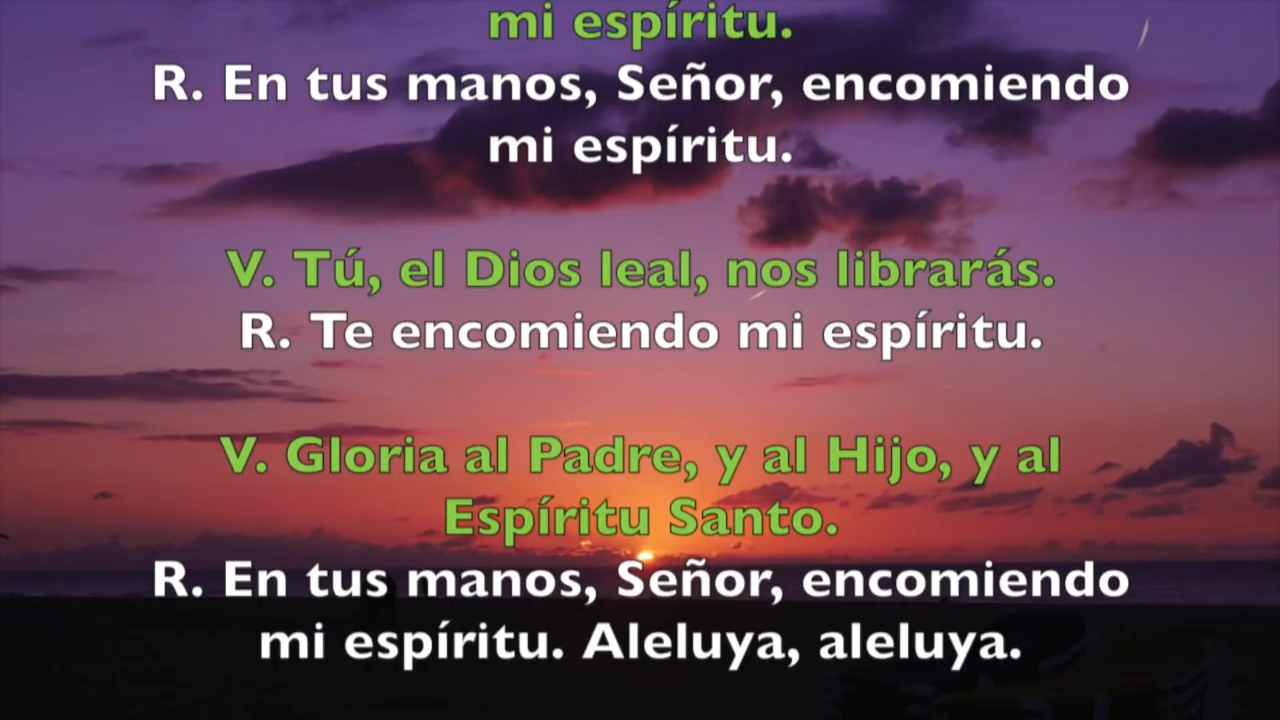 mi espíritu.
R. En tus manos, Señor, encomiendo
mi espíritu.
V. Tú, el Dios leal, nos librarás.
R. Te encomiendo mi espíritu.
V. Gloria al Padre, y al Hijo, y al
Espíritu Santo.
R. En tus manos, Señor, encomiendo
mi espíritu. Aleluya, aleluya.